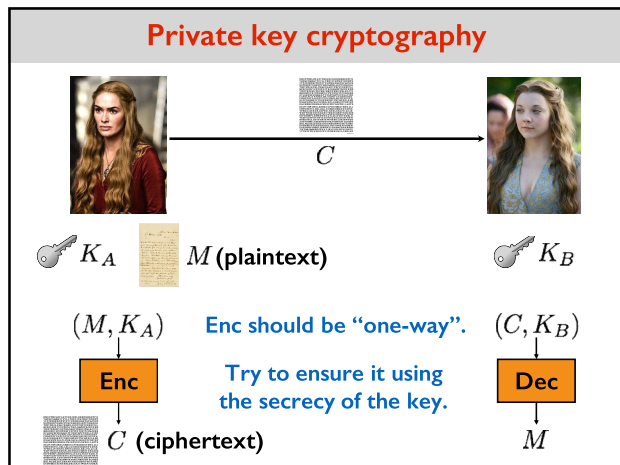 Private key cryptography
C
K_A M (plaintext) K_B
(M, K_A) Enc should be “one-way”. (C, K_B)
Enc Try to ensure it using Dec
the secrecy of the key.
C (ciphertext) M